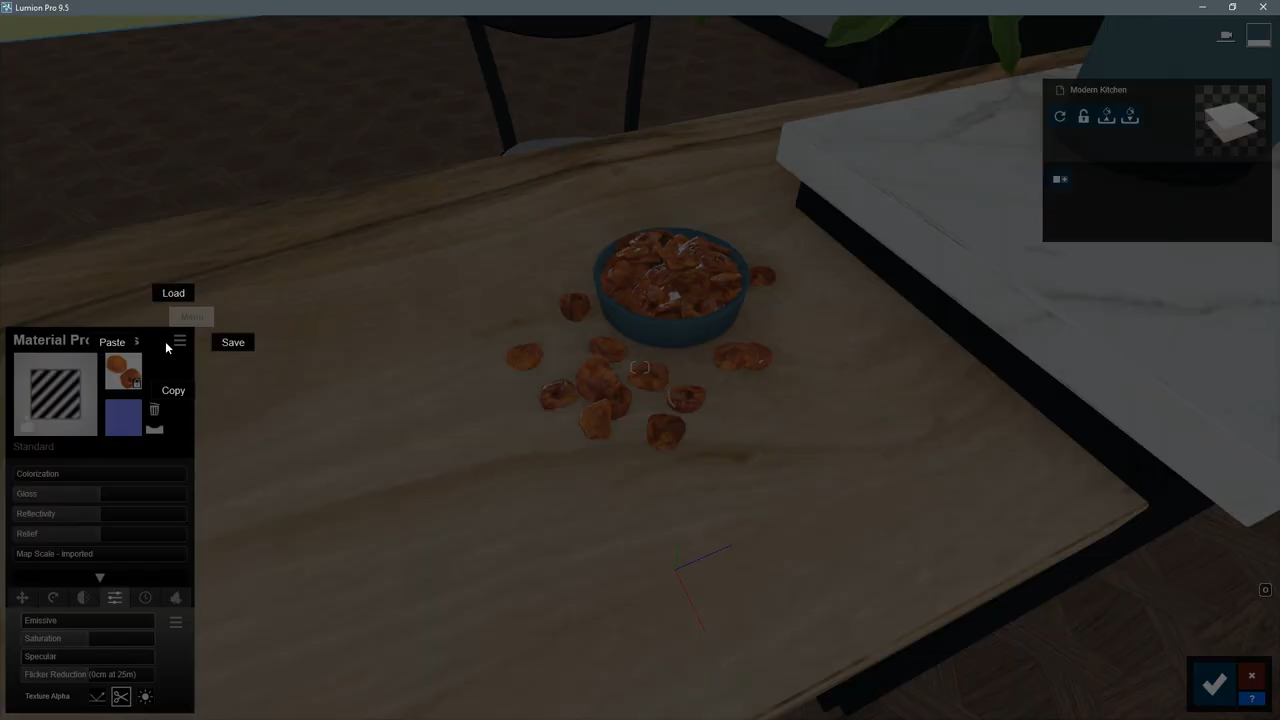 Lumion Pro 9.5
Modern Kitchen
Load
Menu
Material Pro
Paste
s
Save
Copy
Standard
Colorization
Gloss
Reflectivity
Relief
Map Scale - Imported
Emissive
Saturation
Specular
Flicker Reduction (0cm at 25m)
Texture Alpha
?